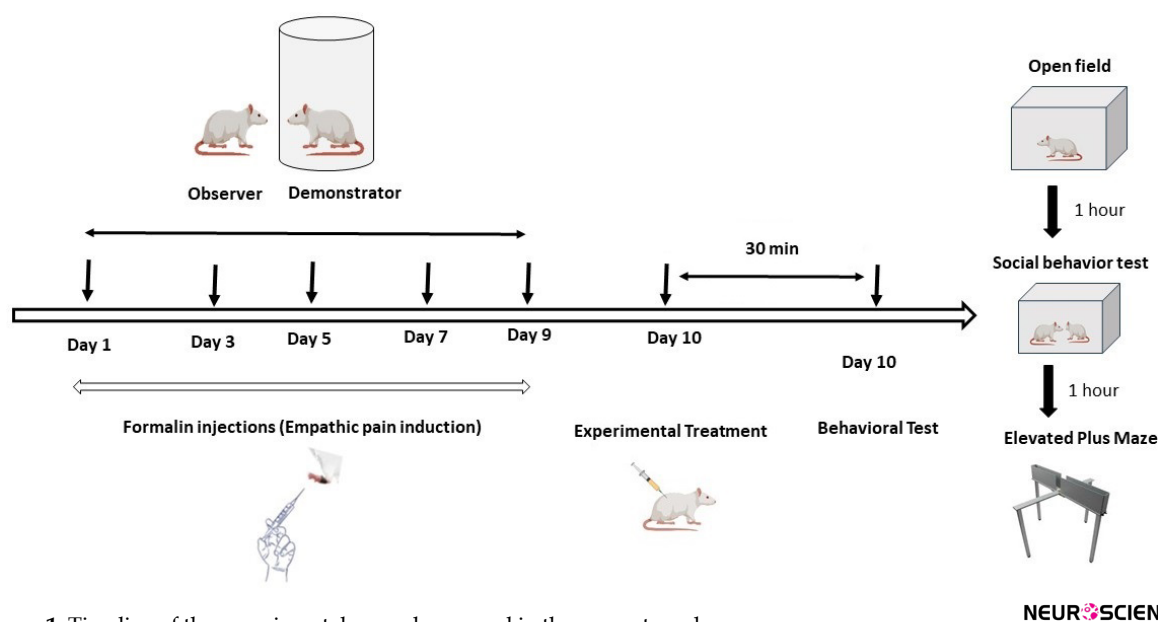 Open field
1 hour
Observer
Demonstrator
30 min
Social behavior test
Day 1
Day 3
Day 5
Day 7
Day 9
Day 10
Day 10
1 hour
Formalin injections (Empathic pain induction)
Experimental Treatment
Behavioral Test
Elevated Plus Maze
NEUROSCIEN